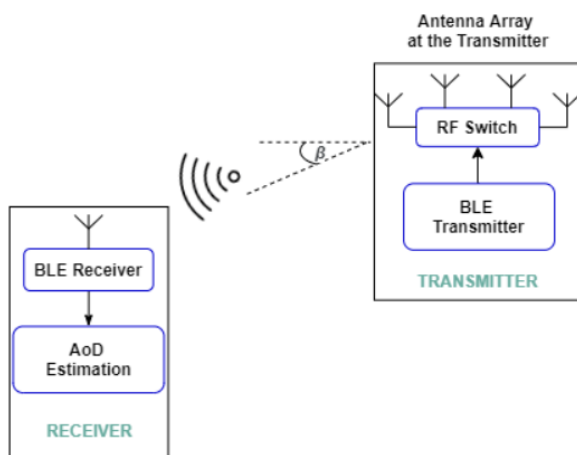 Antenna Array
at the Transmitter
RF Switch
β
BLE
Transmitter
TRANSMITTER
BLE Receiver
AoD
Estimation
RECEIVER